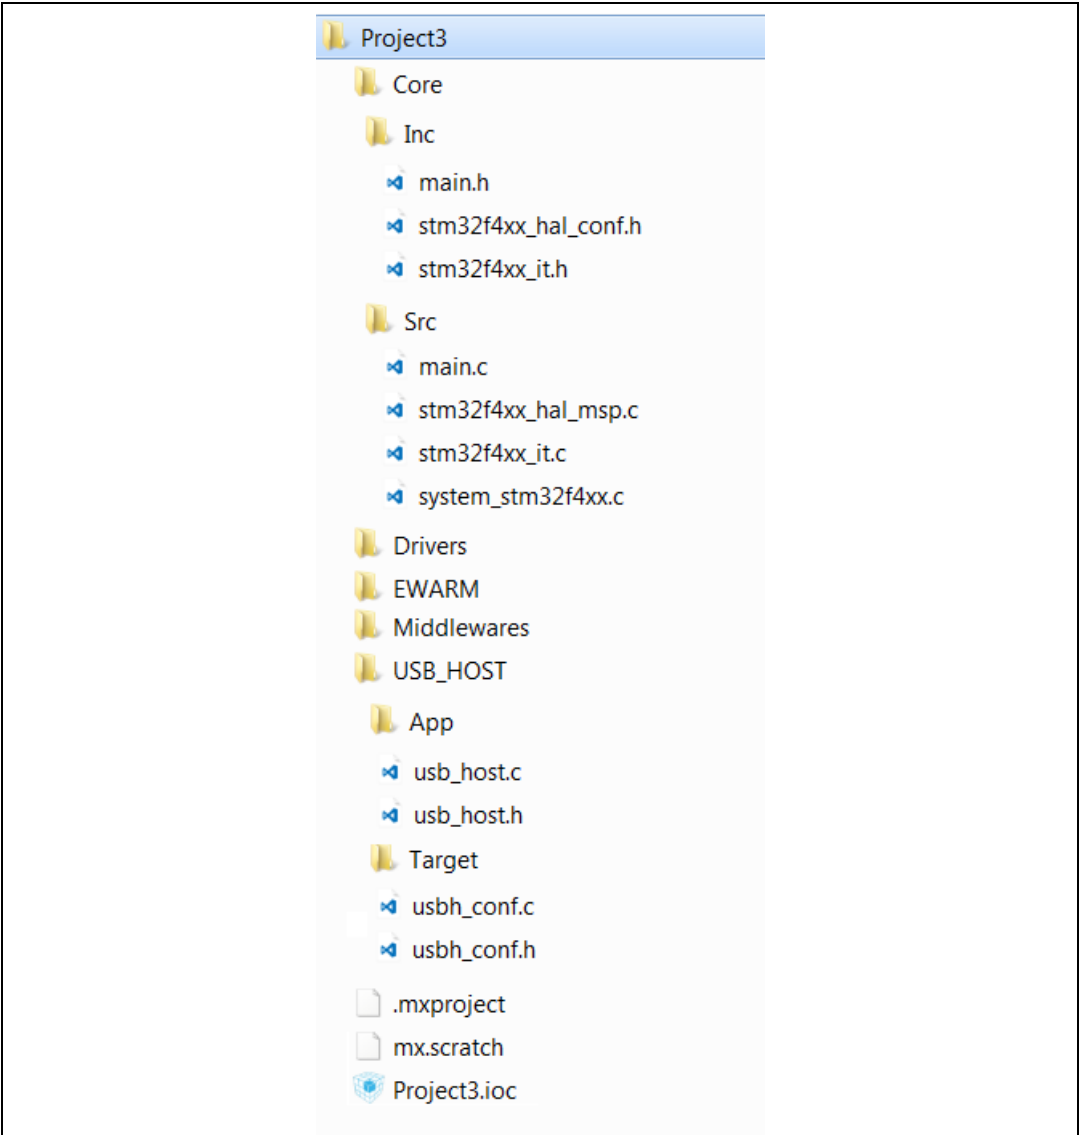 Project3
Core
Inc
main.h
stm32f4xx_hal_conf.h
stm32f4xx_it.h
Src
main.c
stm32f4xx_hal_msp.c
stm32f4xx_it.c
system_stm32f4xx.c
Drivers
EWARM
Middlewares
USB_HOST
App
usb_host.c
usb_host.h
Target
usbh_conf.c
usbh_conf.h
.mxproject
mx.scratch
Project3.ioc